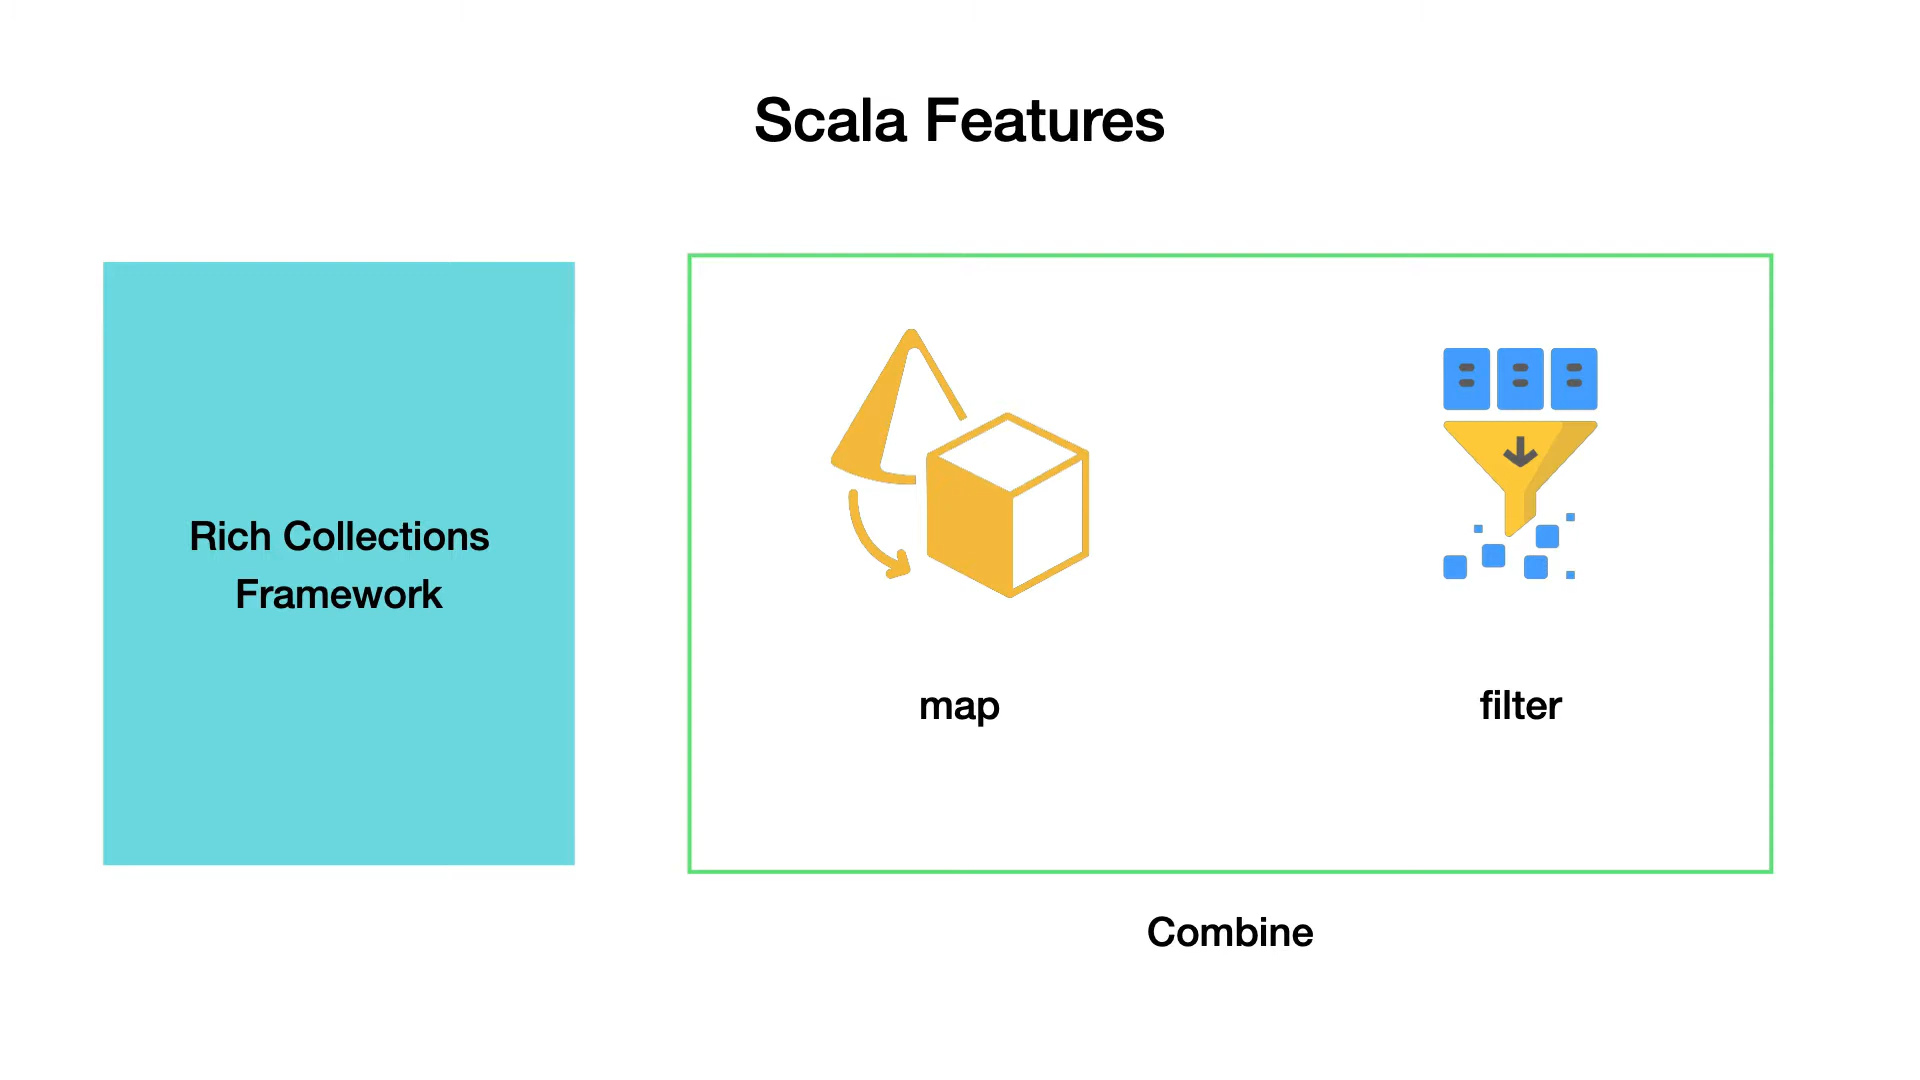 Scala Features
Rich Collections
Framework
map
filter
Combine